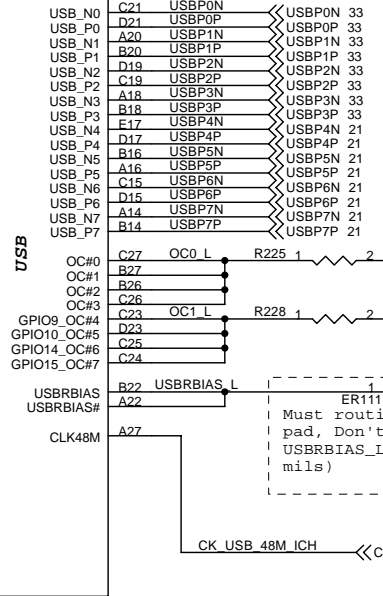 USB_N0 C21 USBP0N USBP0N 33
USB_P0 D21 USBP0P USBP0P 33
USB_N1 A20 USBP1N USBP1N 33
USB_P1 B20 USBP1P USBP1P 33
USB_N2 D19 USBP2N USBP2N 33
USB_P2 C19 USBP2P USBP2P 33
USB_N3 A18 USBP3N USBP3N 33
USB_P3 B18 USBP3P USBP3P 33
USB_N4 E17 USBP4N USBP4N 21
USB_P4 D17 USBP4P USBP4P 21
USB_N5 B16 USBP5N USBP5N 21
USB_P5 A16 USBP5P USBP5P 21
USB_N6 C15 USBP6N USBP6N 21
USB_P6 D15 USBP6P USBP6P 21
USB_N7 A14 USBP7N USBP7N 21
USB_P7 B14 USBP7P USBP7P 21
USB
OC#0 C27 OC0_L R225 1 2
OC#1 B27
OC#2 B26
OC#3 C26
GPIO9_OC#4 C23 OC1_L R228 1 2
GPIO10_OC#5 D23
GPIO14_OC#6 C25
GPIO15_OC#7 C24
USBRBIAS B22 USBRBIAS_L 1
USBRBIAS# A22 ER111
Must routi
pad, Don't
USBRBIAS_L
mils)
CLK48M A27
CK_USB_48M_ICH C